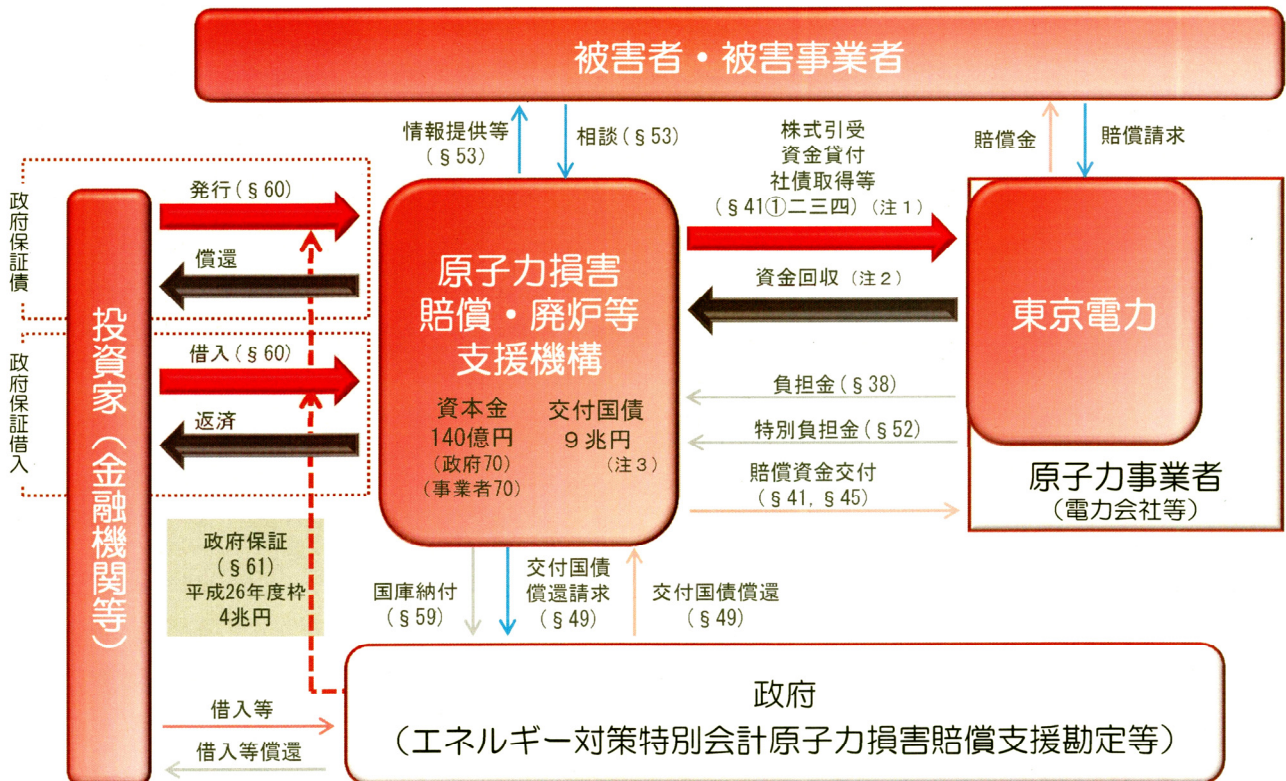 被害者・被害事業者
情報提供等
(§53)
相談(§53)
株式引受
資金貸付
社債取得等
(§41①二三四)(注1)
賠償金
賠償請求
政府保証債
発行(§60)
償還
政府保証借入
借入(§60)
返済
投資家(金融機関等)
原子力損害
賠償・廃炉等
支援機構
資本金
140億円
(政府70)
(事業者70)
交付国債
9兆円
(注3)
資金回収(注2)
負担金(§38)
特別負担金(§52)
賠償資金交付
(§41,§45)
東京電力
原子力事業者
(電力会社等)
政府保証
(§61)
平成26年度枠
4兆円
国庫納付
(§59)
交付国債
償還請求
(§49)
交付国債償還
(§49)
借入等
借入等償還
政府
(エネルギー対策特別会計原子力損害賠償支援勘定等)